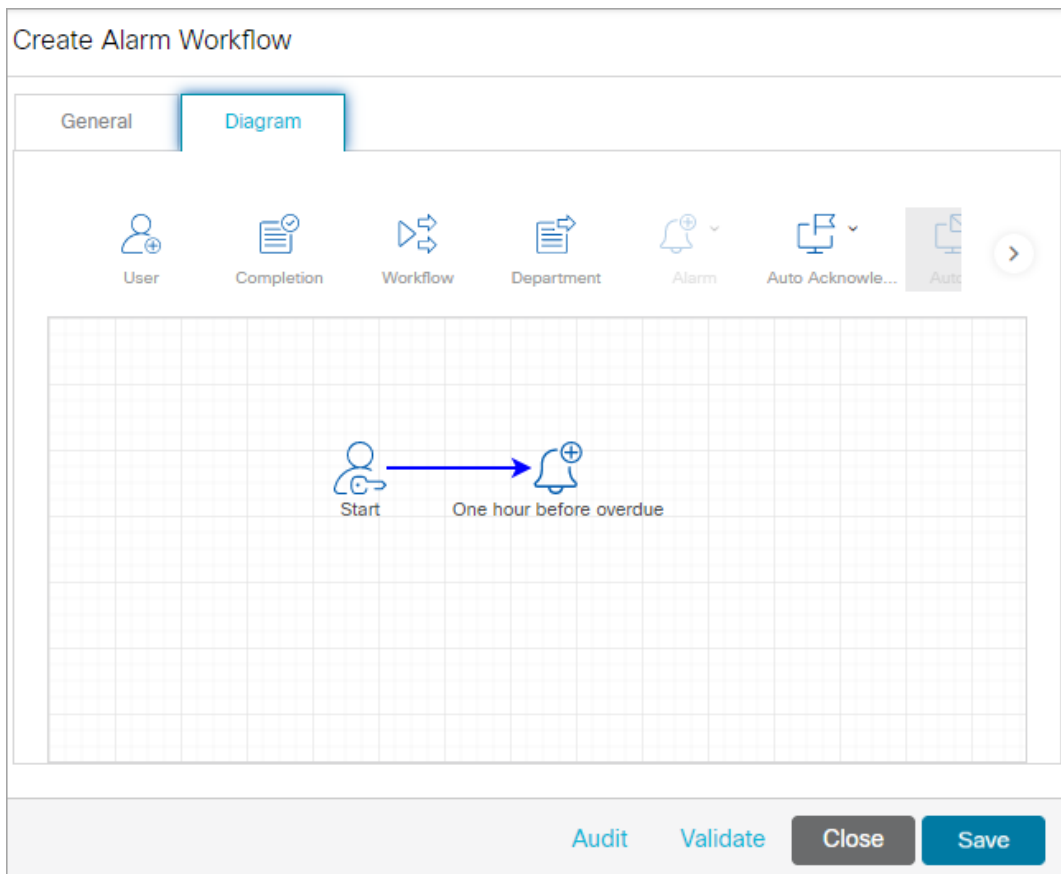 Create Alarm Workflow
General Diagram
User Completion Workflow Department Alarm Auto Acknowle... Auto
Start One hour before overdue
Audit Validate Close Save